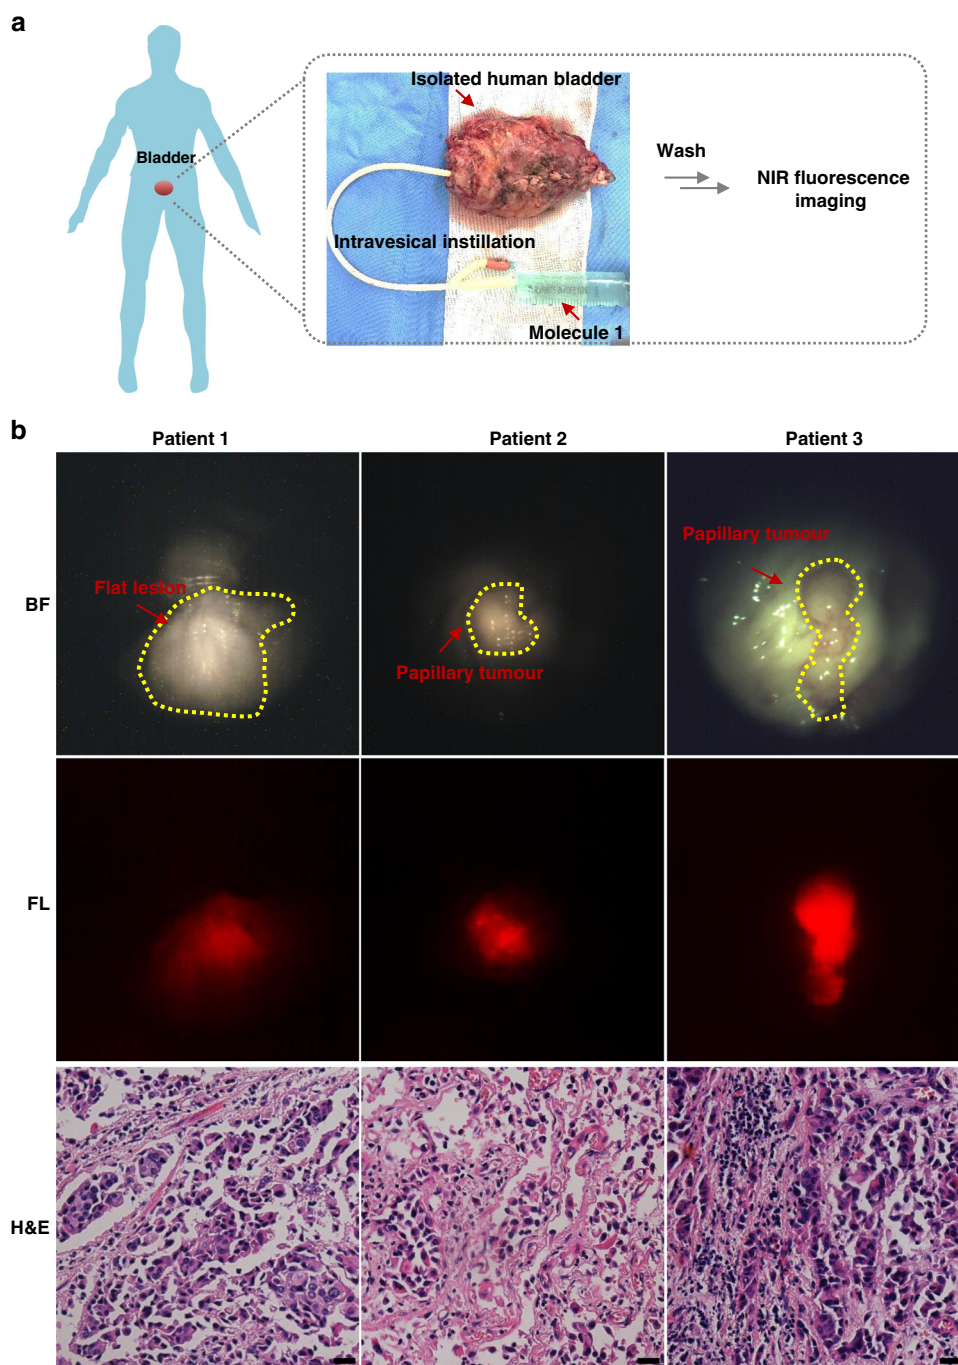 a
Bladder
Isolated human bladder
Intravesical instillation
Molecule 1
Wash
NIR fluorescence
imaging
b
Patient 1
Patient 2
Patient 3
BF
Flat lesion
Papillary tumour
Papillary tumour
FL
H&E